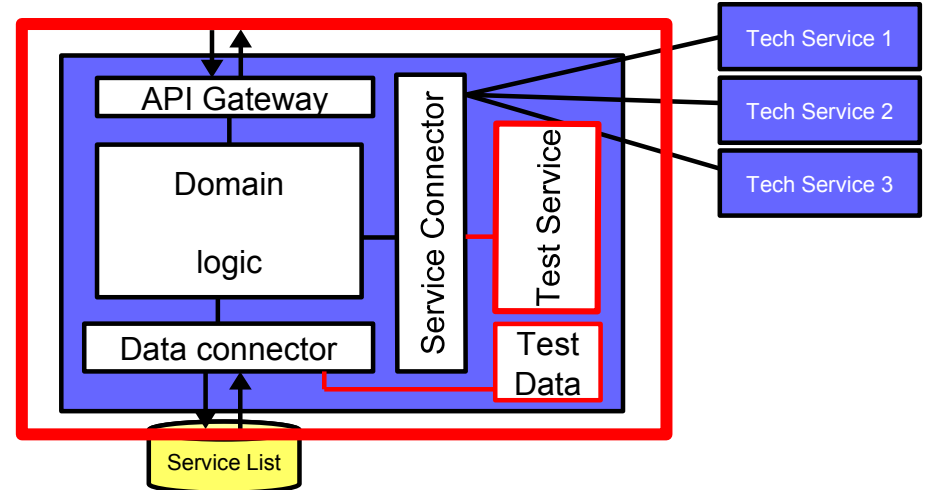 API Gateway
Domain
logic
Data connector
Service Connector
Test Service
Test
Data
Tech Service 1
Tech Service 2
Tech Service 3
Service List